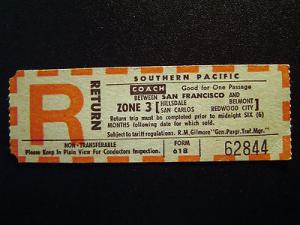 R
RETURN
SOUTHERN PACIFIC
COACH Good for One Passage
BETWEEN SAN FRANCISCO AND
ZONE 3 [HILLSDALE BELMONT
SAN CARLOS REDWOOD CITY]
Return trip must be completed prior to midnight SIX (6)
MONTHS following date for which sold.
Subject to tariff regulations. R.M.Gilmore "Gen.Passgr.Traf.Mgr."
NON-TRANSFERABLE
Please Keep In Plain View For Conductors Inspection.
FORM
61B
62844